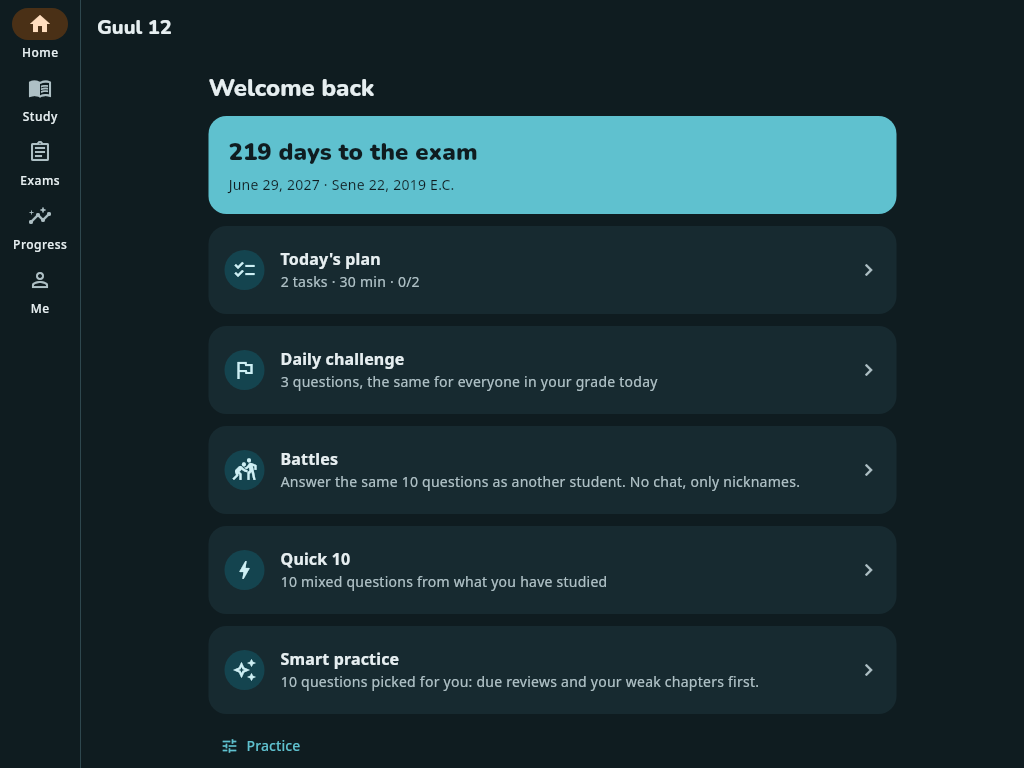 Guul 12
Home
Study
Exams
Progress
Me
Welcome back
219 days to the exam
June 29, 2027 · Sene 22, 2019 E.C.
Today's plan
2 tasks · 30 min · 0/2
Daily challenge
3 questions, the same for everyone in your grade today
Battles
Answer the same 10 questions as another student. No chat, only nicknames.
Quick 10
10 mixed questions from what you have studied
Smart practice
10 questions picked for you: due reviews and your weak chapters first.
Practice